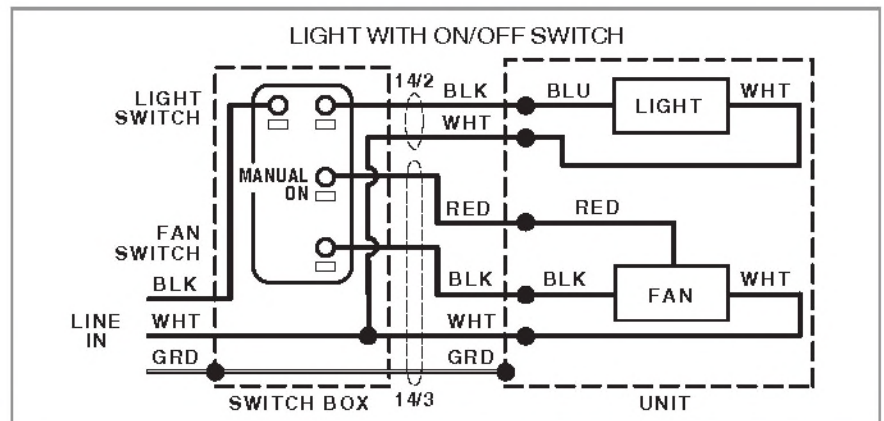 LIGHT WITH ON/OFF SWITCH
LIGHT
SWITCH
14/2
BLK
BLU
LIGHT
WHT
WHT
MANUAL
ON
RED
RED
FAN
SWITCH
BLK
BLK
BLK
FAN
WHT
LINE
IN
WHT
WHT
GRD
GRD
SWITCH BOX
14/3
UNIT